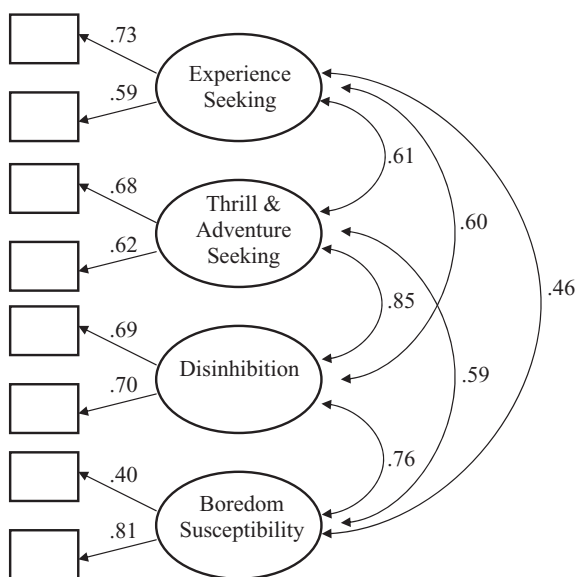 .73
Experience
Seeking
.59
.61
.68
Thrill &
Adventure
Seeking
.60
.62
.46
.85
.69
Disinhibition
.59
.70
.76
.40
Boredom
Susceptibility
.81